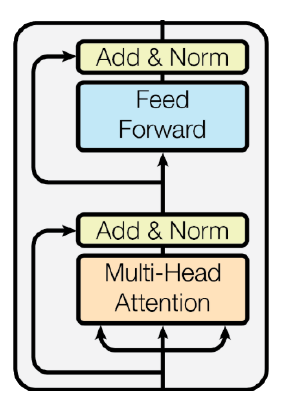 Add & Norm
Feed
Forward
Add & Norm
Multi-Head
Attention